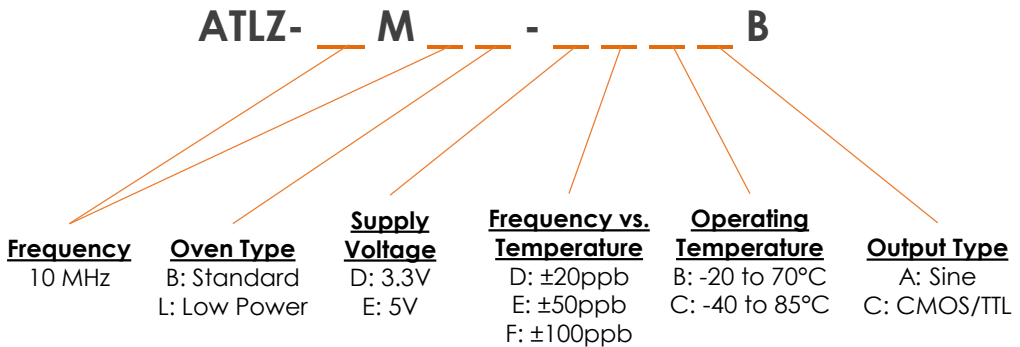 ATLZ- __ M __ __ - __ __ __ __ B
Frequency
10 MHz
Oven Type
B: Standard
L: Low Power
Supply
Voltage
D: 3.3V
E: 5V
Frequency vs.
Temperature
D: ±20ppb
E: ±50ppb
F: ±100ppb
Operating
Temperature
B: -20 to 70°C
C: -40 to 85°C
Output Type
A: Sine
C: CMOS/TTL